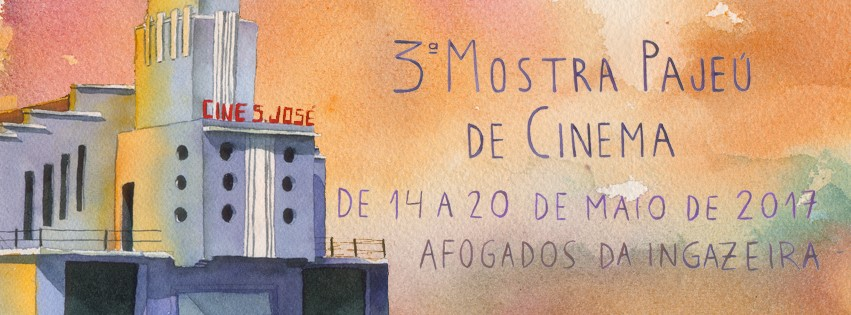 CINE S. JOSÉ
3ª MOSTRA PAJEÚ
DE CINEMA
DE 14 A 20 DE MAIO DE 2017
AFOGADOS DA INGAZEIRA